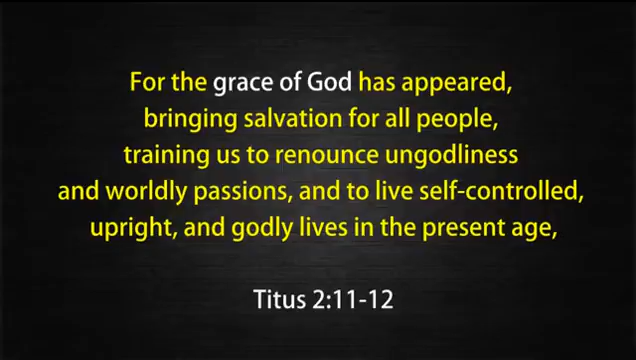 For the grace of God has appeared,
bringing salvation for all people,
training us to renounce ungodliness
and worldly passions, and to live self-controlled,
upright, and godly lives in the present age,
Titus 2:11-12